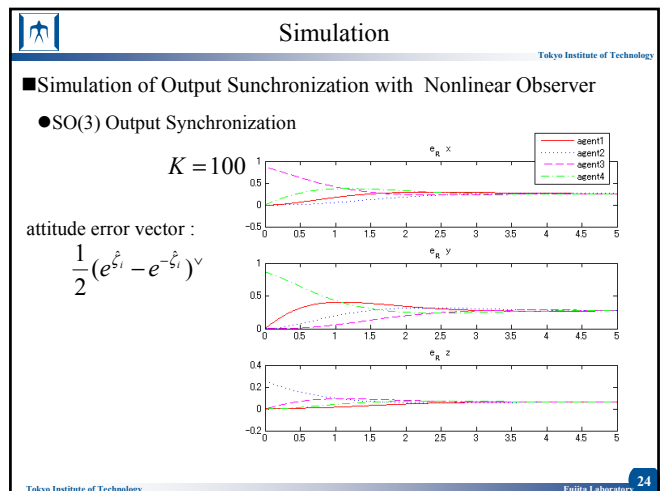 Simulation
Tokyo Institute of Technology
■Simulation of Output Sunchronization with Nonlinear Observer
●SO(3) Output Synchronization
K = 100
attitude error vector :
1/2 (e^{ζ̂_i} − e^{−ζ̂_i})^∨
e_R x
agent1
agent2
agent3
agent4
1
0.5
0
-0.5
0 0.5 1 1.5 2 2.5 3 3.5 4 4.5 5
e_R y
1
0.5
0
0 0.5 1 1.5 2 2.5 3 3.5 4 4.5 5
e_R z
0.4
0.2
0
-0.2
0 0.5 1 1.5 2 2.5 3 3.5 4 4.5 5
Tokyo Institute of Technology
Fujita Laboratory
24